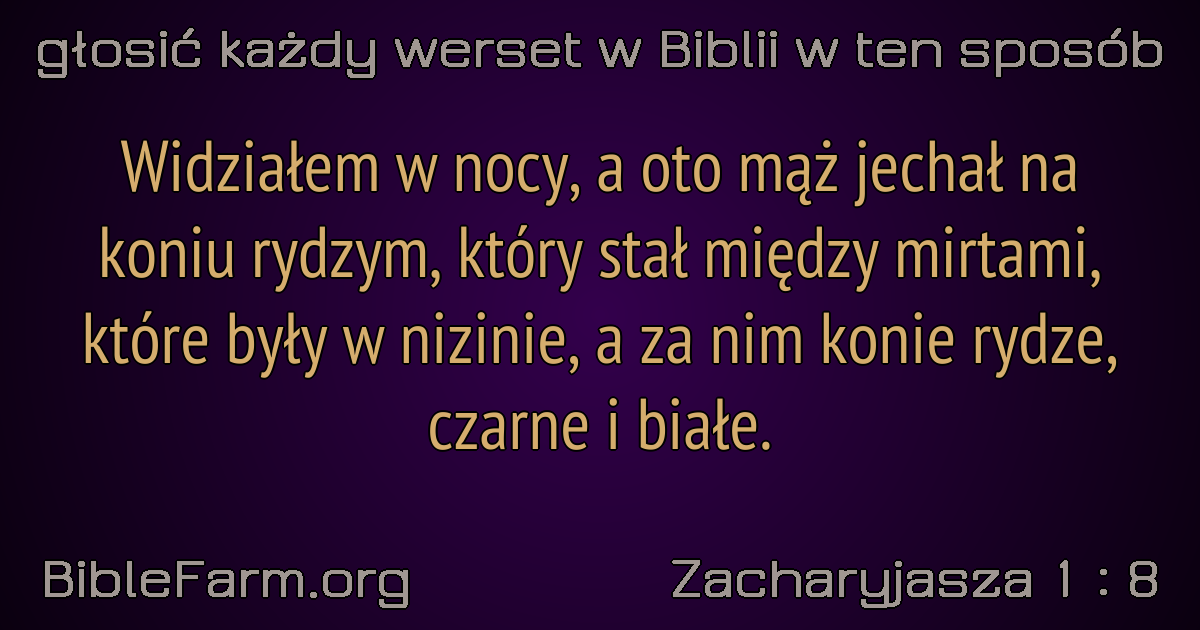 głosić każdy werset w Biblii w ten sposób
Widziałem w nocy, a oto mąż jechał na
koniu rydzym, który stał między mirtami,
które były w nizinie, a za nim konie rydze,
czarne i białe.
BibleFarm.org
Zacharyjasza 1 : 8